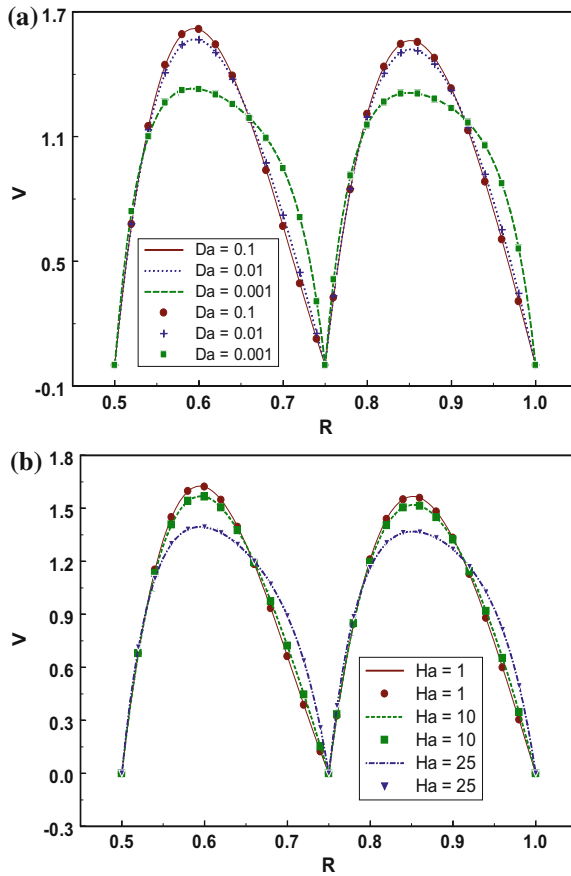 (a)
1.7
1.1
0.5
-0.1
V
Da = 0.1
Da = 0.01
Da = 0.001
Da = 0.1
Da = 0.01
Da = 0.001
0.5 0.6 0.7 0.8 0.9 1.0
R
(b)
1.8
1.5
1.2
0.9
0.6
0.3
0.0
-0.3
V
Ha = 1
Ha = 1
Ha = 10
Ha = 10
Ha = 25
Ha = 25
0.5 0.6 0.7 0.8 0.9 1.0
R